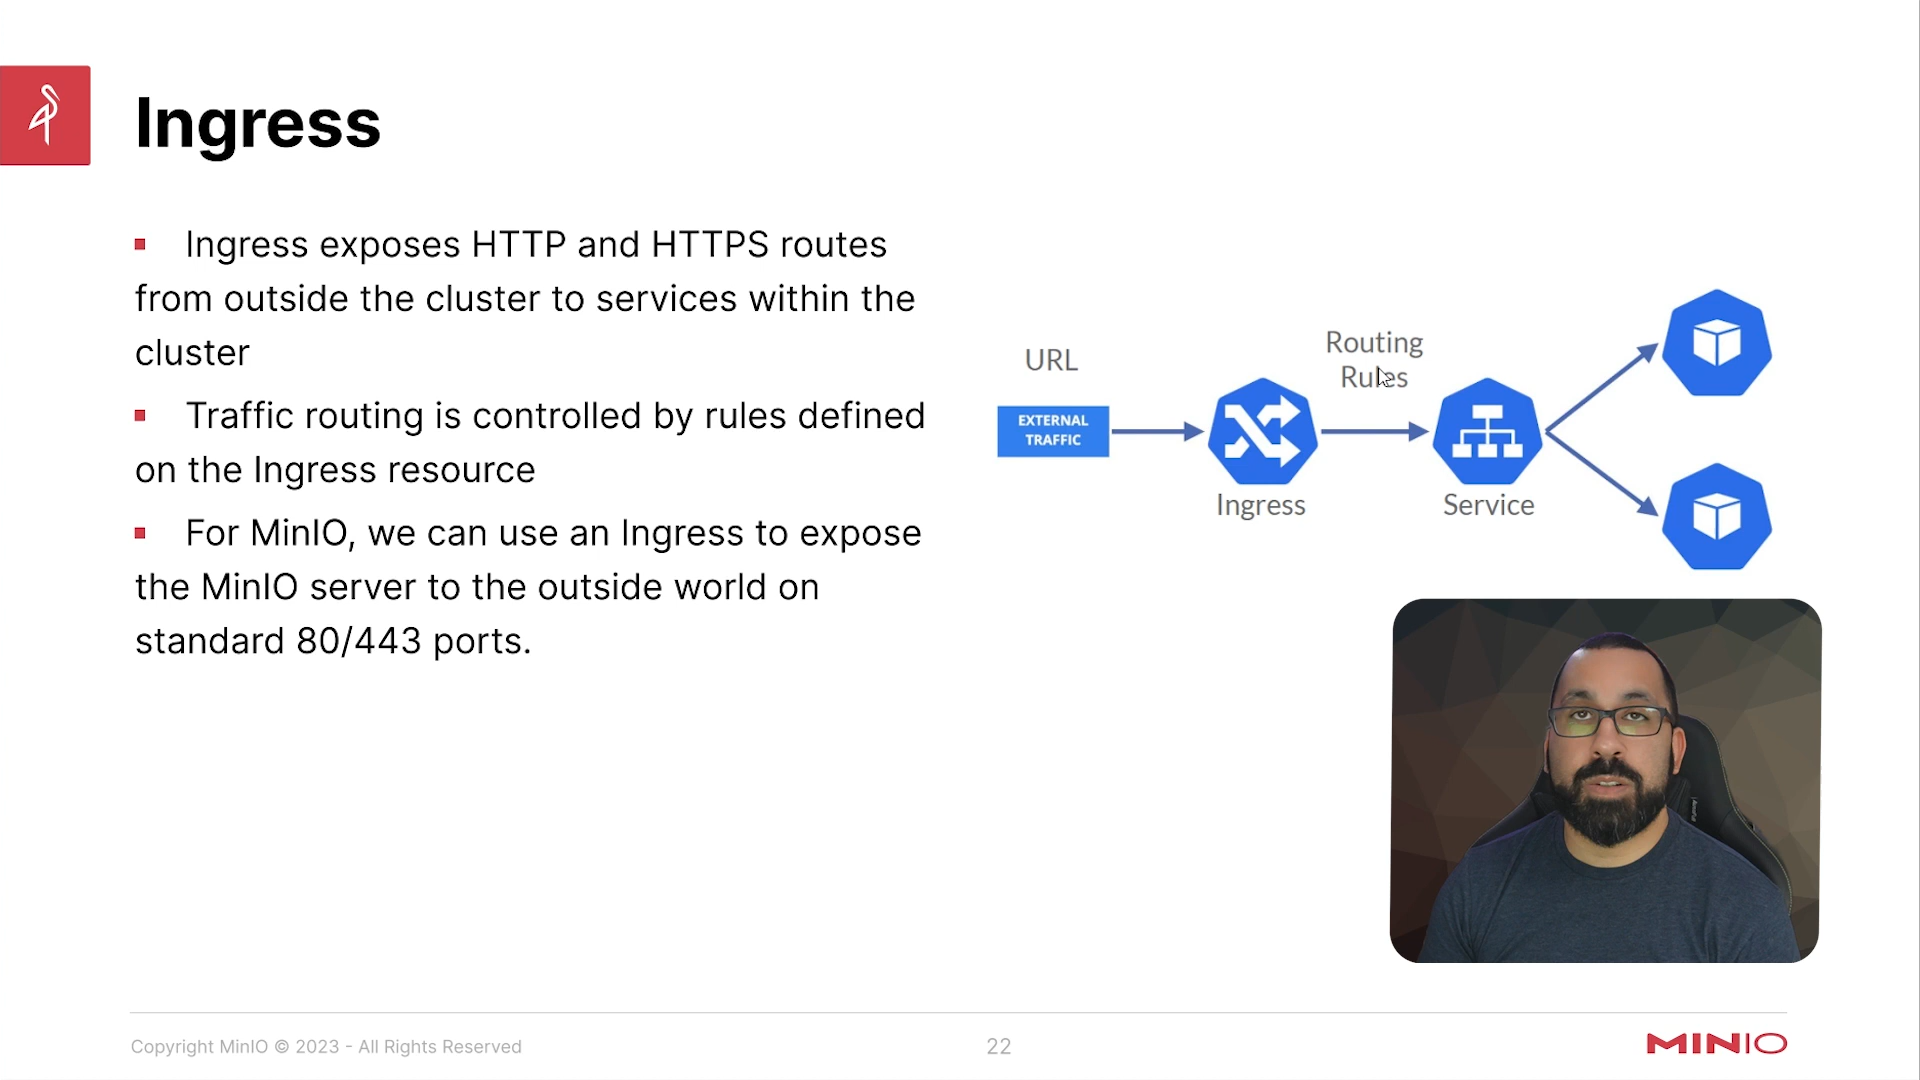 Ingress
Ingress exposes HTTP and HTTPS routes
from outside the cluster to services within the
cluster
Traffic routing is controlled by rules defined
on the Ingress resource
For MinIO, we can use an Ingress to expose
the MinIO server to the outside world on
standard 80/443 ports.
URL
EXTERNAL
TRAFFIC
Ingress
Routing
Rules
Service
Copyright MinIO © 2023 - All Rights Reserved
22
MINIO